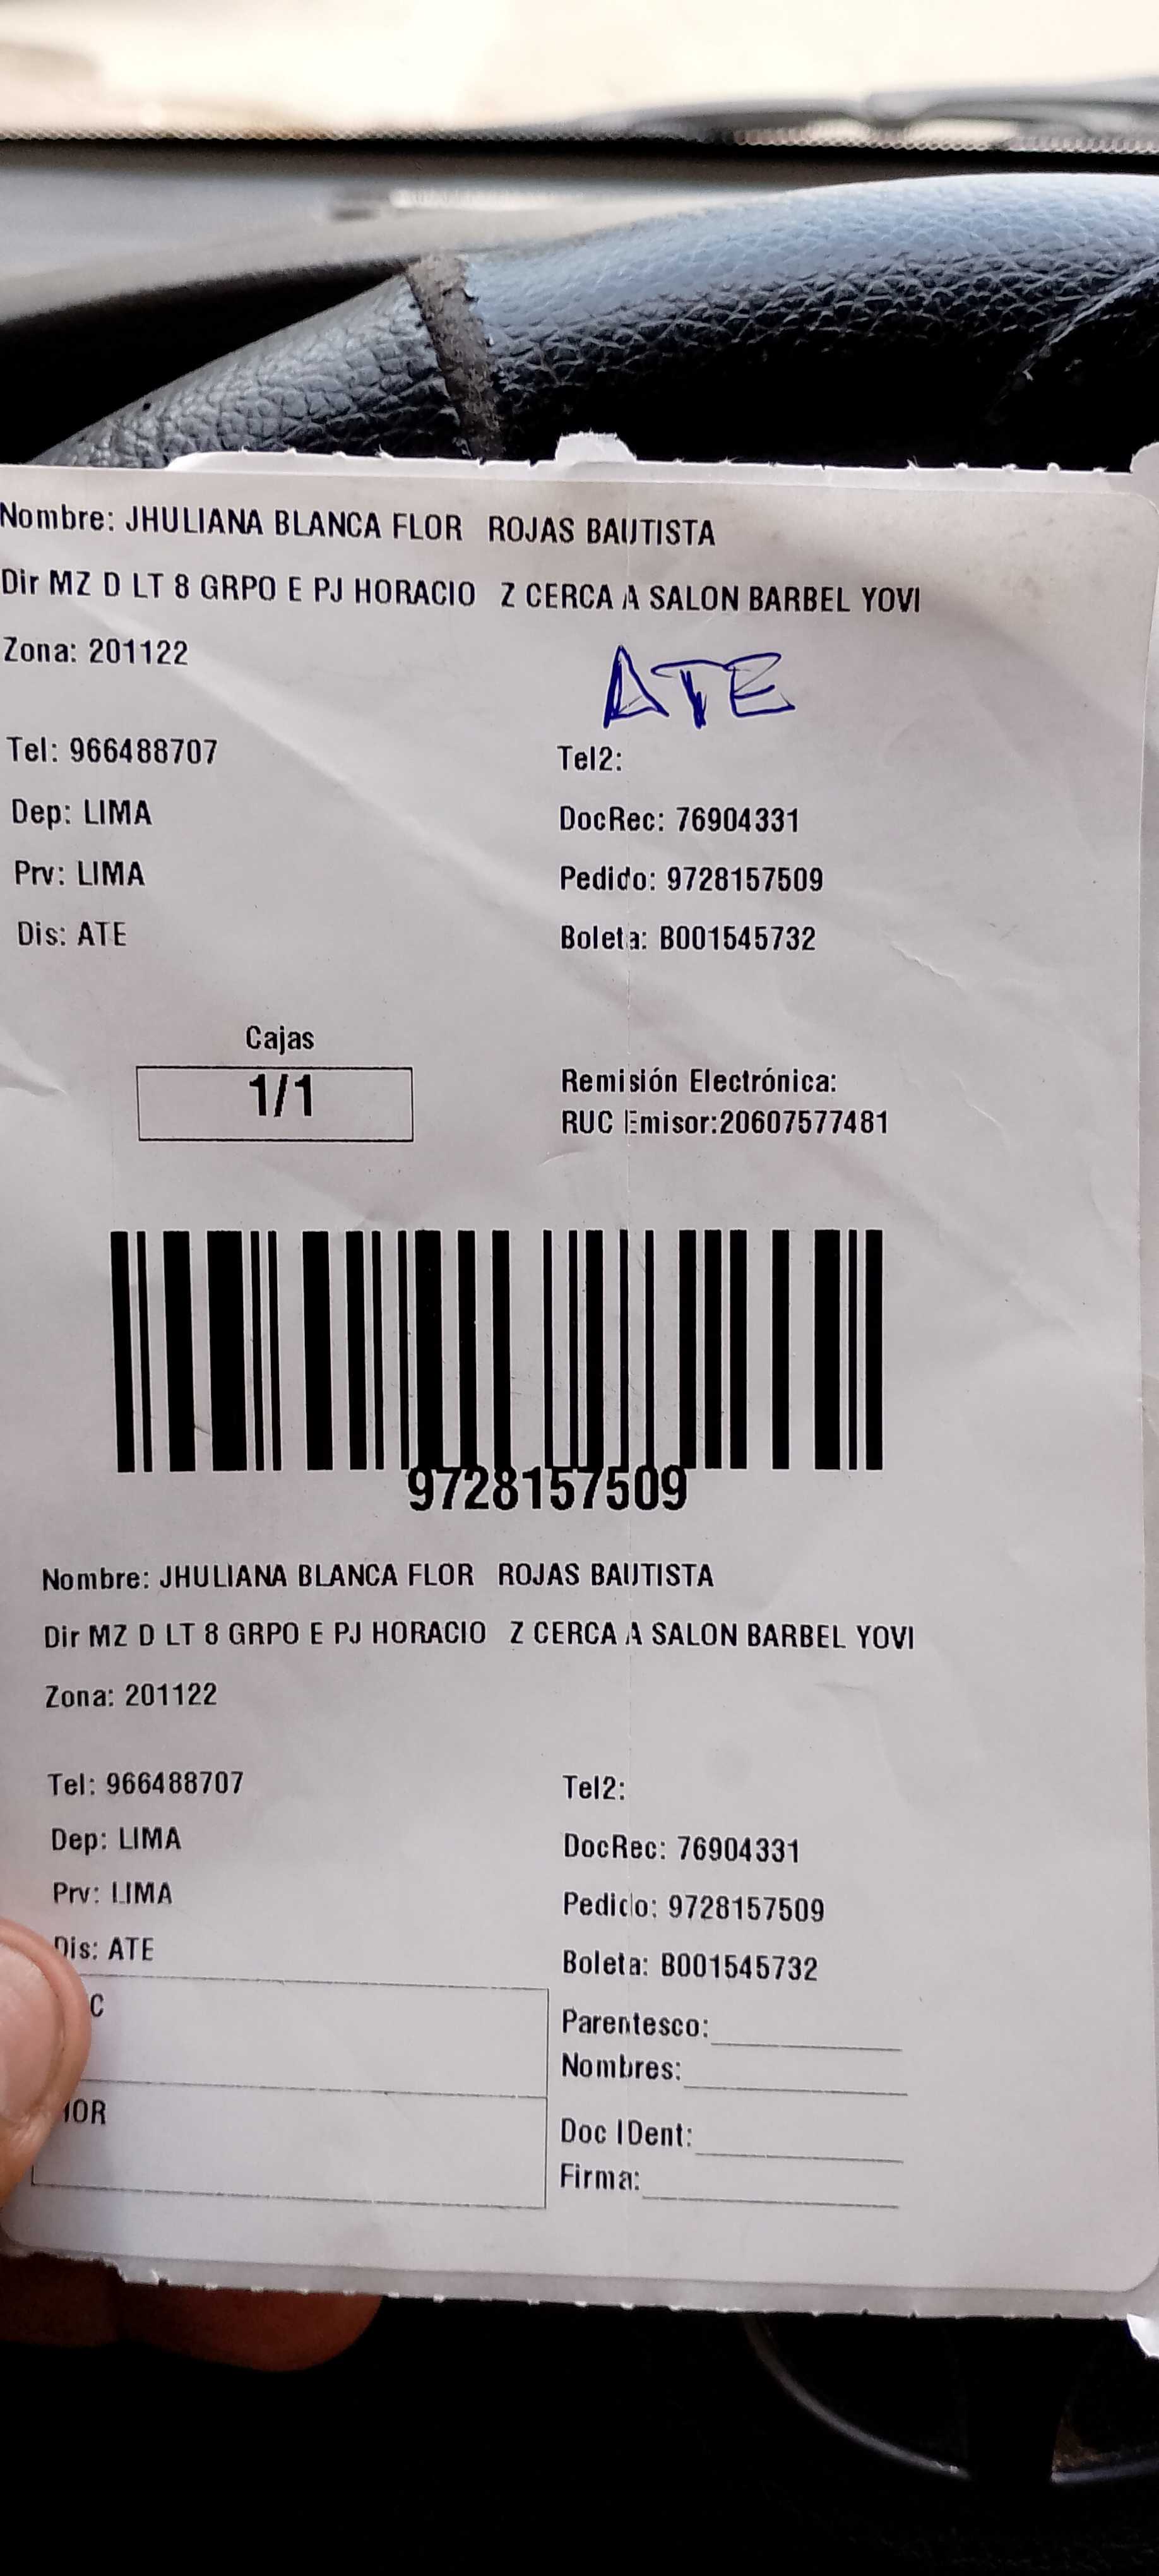 Nombre: JHULIANA BLANCA FLOR ROJAS BAUTISTA
Dir MZ D LT 8 GRPO E PJ HORACIO Z CERCA A SALON BARBEL YOVI
Zona: 201122
ATE
Tel: 966488707 Tel2:
Dep: LIMA DocRec: 76904331
Prv: LIMA Pedido: 9728157509
Dis: ATE Boleta: B001545732
Cajas
1/1
Remisión Electrónica:
RUC Emisor:20607577481
9728157509
Nombre: JHULIANA BLANCA FLOR ROJAS BAUTISTA
Dir MZ D LT 8 GRPO E PJ HORACIO Z CERCA A SALON BARBEL YOVI
Zona: 201122
Tel: 966488707 Tel2:
Dep: LIMA DocRec: 76904331
Prv: LIMA Pedido: 9728157509
Dis: ATE Boleta: B001545732
Parentesco:
Nombres:
Doc IDent:
Firma: